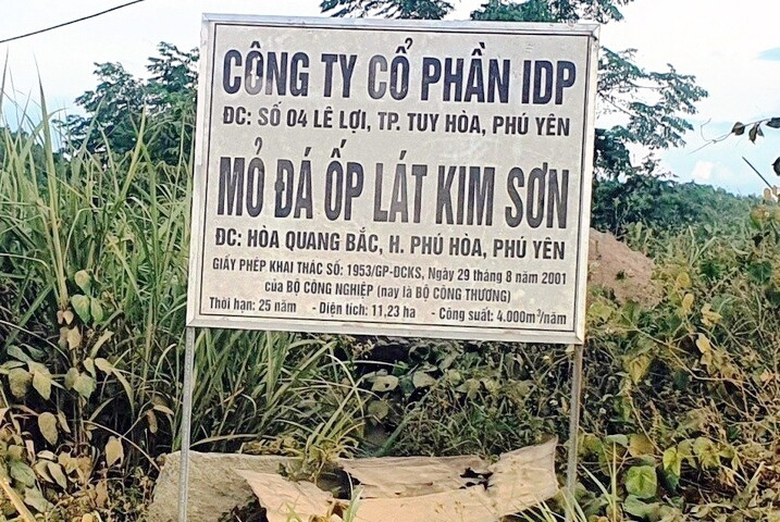 CÔNG TY CỔ PHẦN IDP
ĐC: SỐ 04 LÊ LỢI, TP. TUY HÒA, PHÚ YÊN
MỎ ĐÁ ỐP LÁT KIM SƠN
ĐC: HÒA QUANG BẮC, H. PHÚ HÒA, PHÚ YÊN
GIẤY PHÉP KHAI THÁC SỐ: 1953/GP-DCKS, Ngày 29 tháng 8 năm 2001
của BỘ CÔNG NGHIỆP (nay là BỘ CÔNG THƯƠNG)
Thời hạn: 25 năm - Diện tích: 11,23 ha - Công suất: 4.000m³/năm